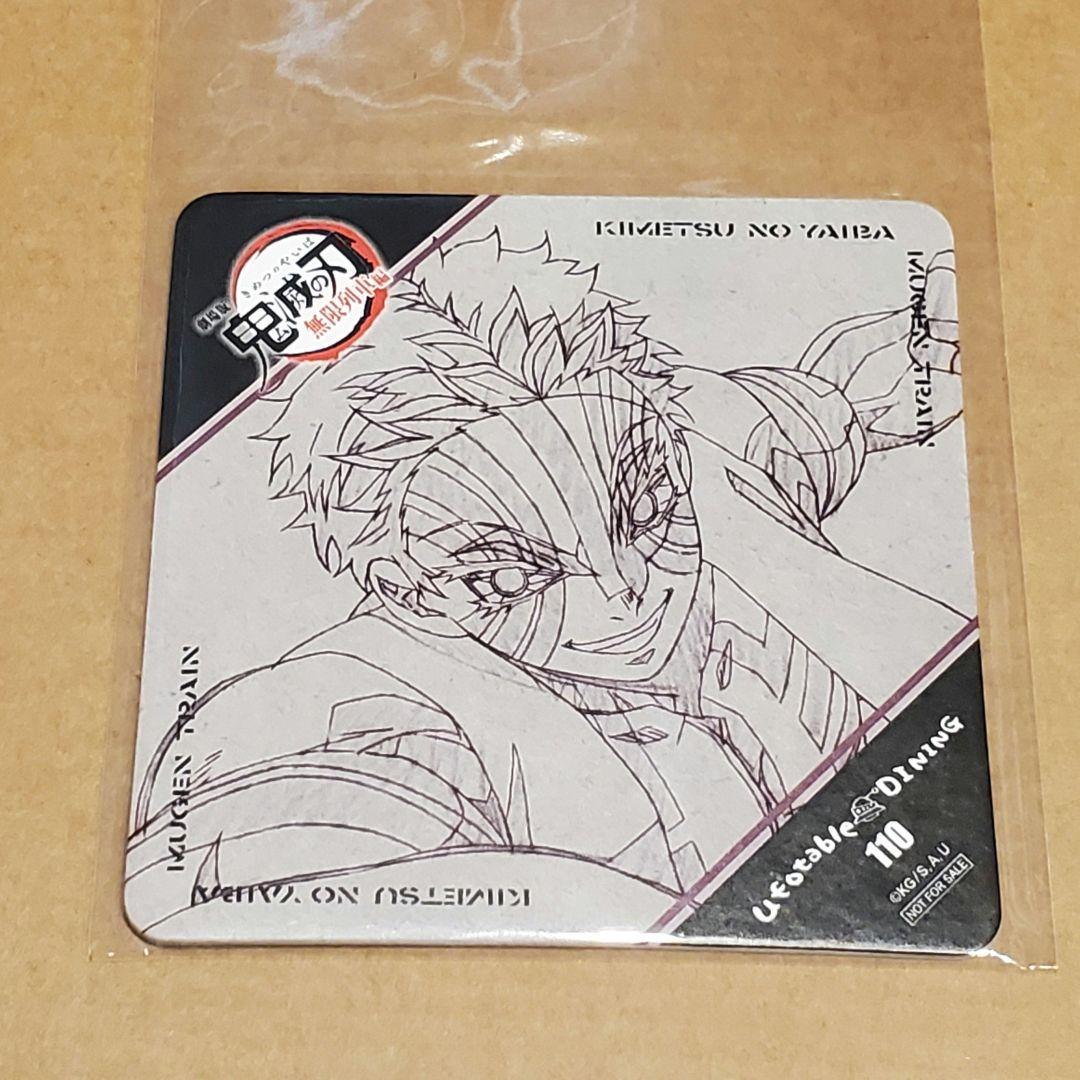 劇場版
きめつのやいば
鬼滅の刃
無限列車編
KIMETSU NO YAIBA
MUGEN TRAIN
MUGEN TRAIN
KIMETSU NO YAIBA
ufotable DINING
110
©KG/S,A,U
NOT FOR SALE